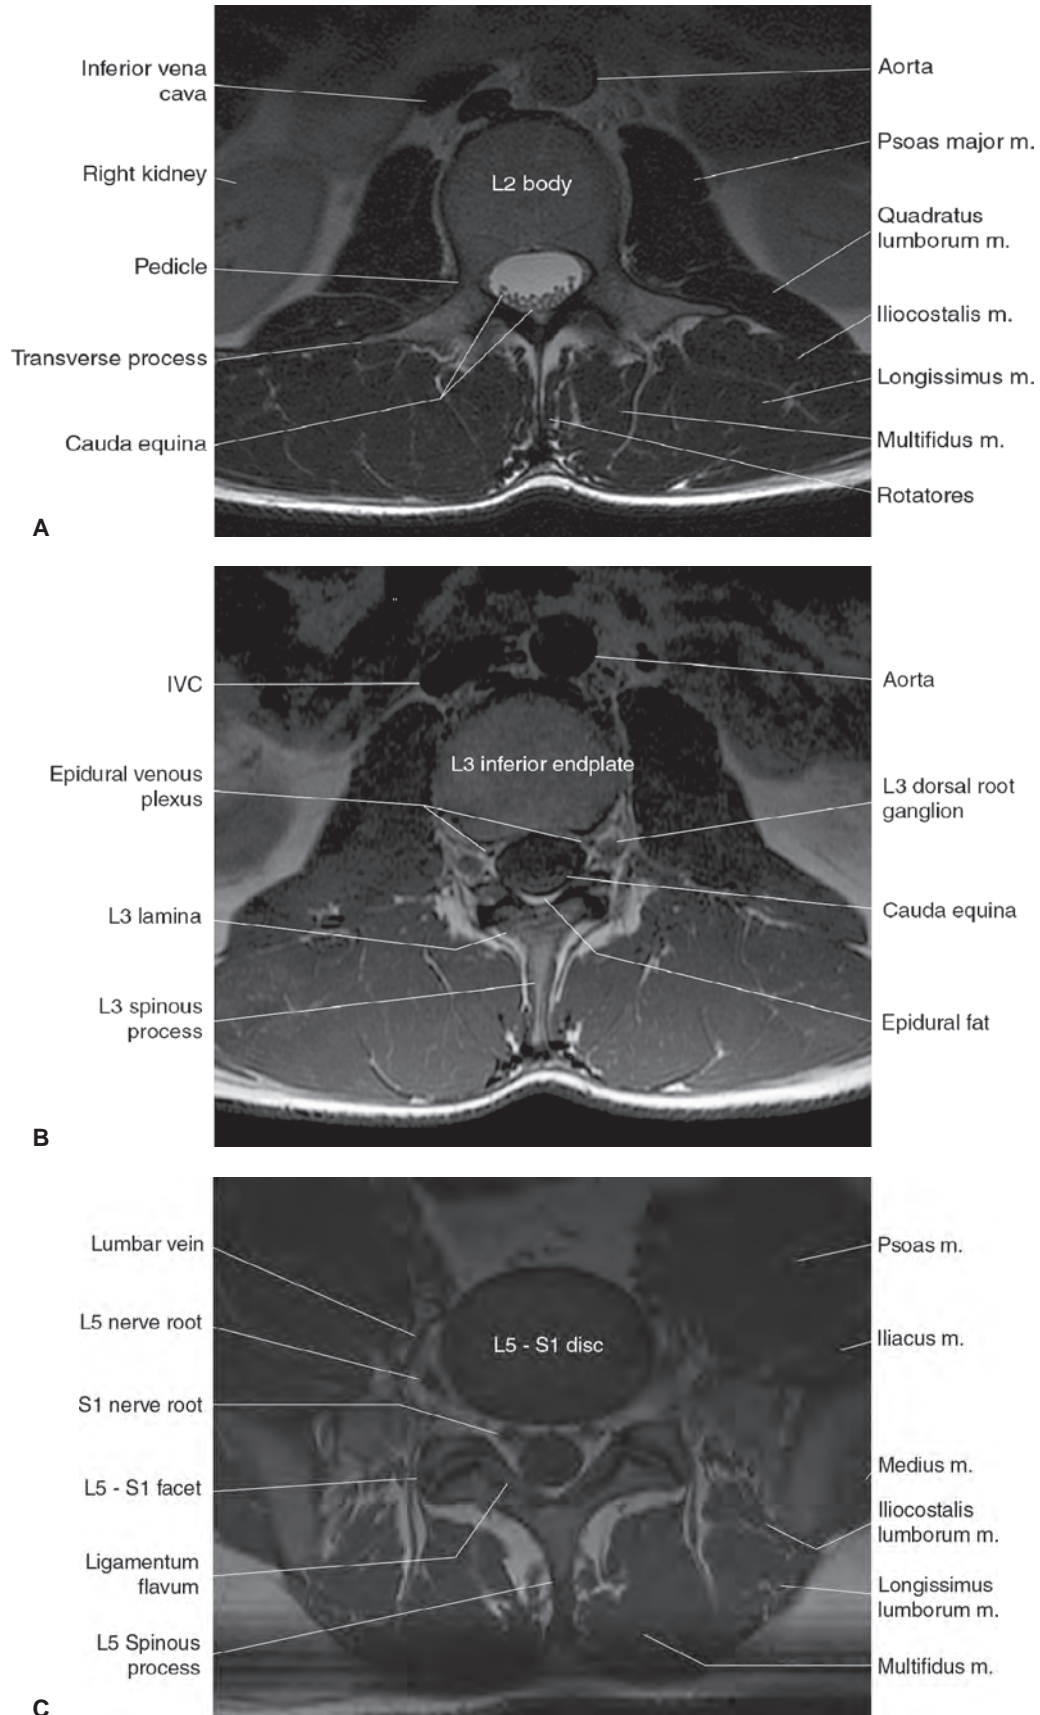 Inferior vena
cava
Right kidney
Pedicle
Transverse process
Cauda equina
L2 body
Aorta
Psoas major m.
Quadratus
lumborum m.
Iliocostalis m.
Longissimus m.
Multifidus m.
Rotatores
A
IVC
Epidural venous
plexus
L3 lamina
L3 spinous
process
L3 inferior endplate
Aorta
L3 dorsal root
ganglion
Cauda equina
Epidural fat
B
Lumbar vein
L5 nerve root
S1 nerve root
L5 - S1 facet
Ligamentum
flavum
L5 Spinous
process
L5 - S1 disc
Psoas m.
Iliacus m.
Medius m.
Iliocostalis
lumborum m.
Longissimus
lumborum m.
Multifidus m.
C